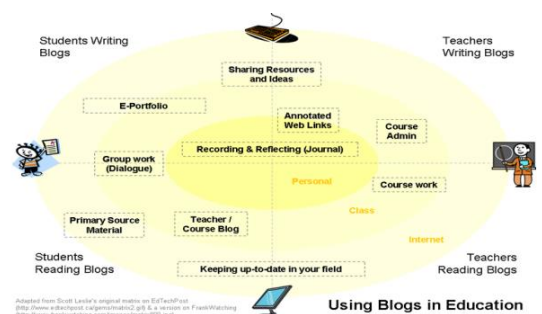 Students Writing
Blogs
Teachers
Writing Blogs
Sharing Resources
and Ideas
E-Portfolio
Annotated
Web Links
Course
Admin
Recording & Reflecting (Journal)
Group work
(Dialogue)
Personal
Course work
Class
Primary Source
Material
Teacher /
Course Blog
Internet
Students
Reading Blogs
Keeping up-to-date in your field
Teachers
Reading Blogs
Adapted from Scott Leslie's original matrix on EdTechPost
& a version on FrankWatching
Using Blogs in Education